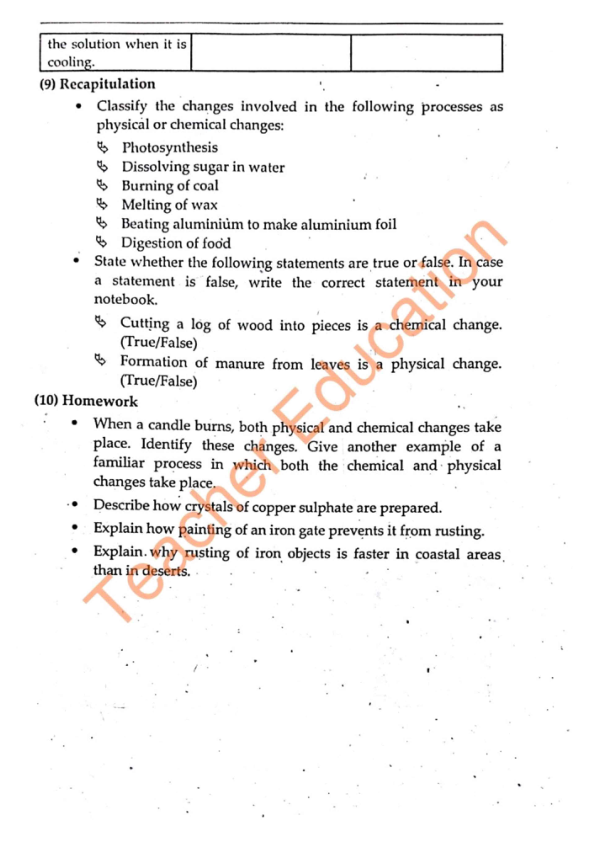 the solution when it is
cooling.
(9) Recapitulation
• Classify the changes involved in the following processes as
physical or chemical changes:
Photosynthesis
Dissolving sugar in water
Burning of coal
Melting of wax
Beating aluminium to make aluminium foil
Digestion of food
• State whether the following statements are true or false. In case
a statement is false, write the correct statement in your
notebook.
Cutting a log of wood into pieces is a chemical change.
(True/False)
Formation of manure from leaves is a physical change.
(True/False)
(10) Homework
• When a candle burns, both physical and chemical changes take
place. Identify these changes. Give another example of a
familiar process in which both the chemical and physical
changes take place.
• Describe how crystals of copper sulphate are prepared.
• Explain how painting of an iron gate prevents it from rusting.
• Explain why rusting of iron objects is faster in coastal areas
than in deserts.
Teacher Education